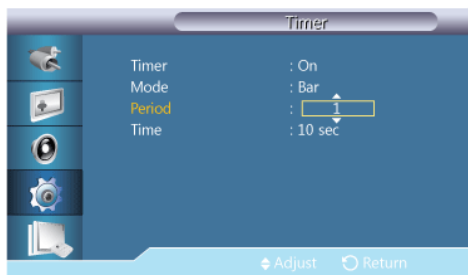 Timer
Timer : On
Mode : Bar
Period : 1
Time : 10 sec
Adjust Return